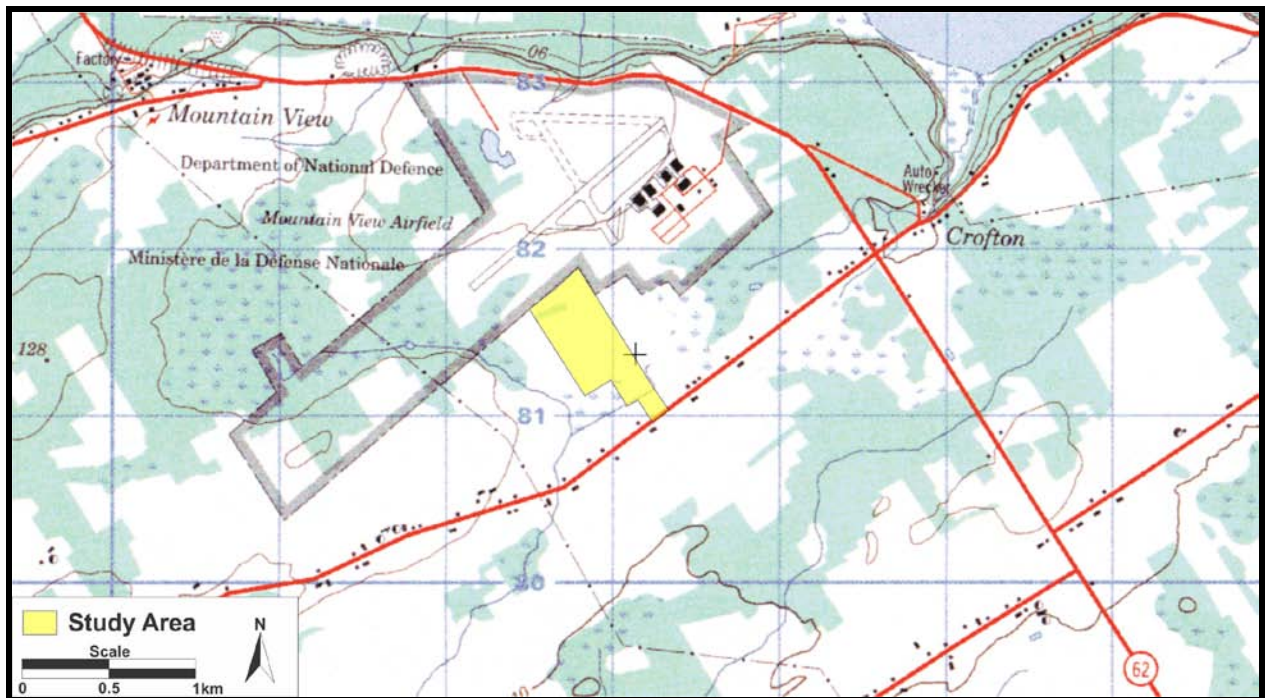 06
Factory
83
Mountain View
Department of National Defence
Auto
Wrecker
Mountain View Airfield
82
Crofton
Ministère de la Défense Nationale
128
81
80
Study Area
N
Scale
0 0.5 1km
62